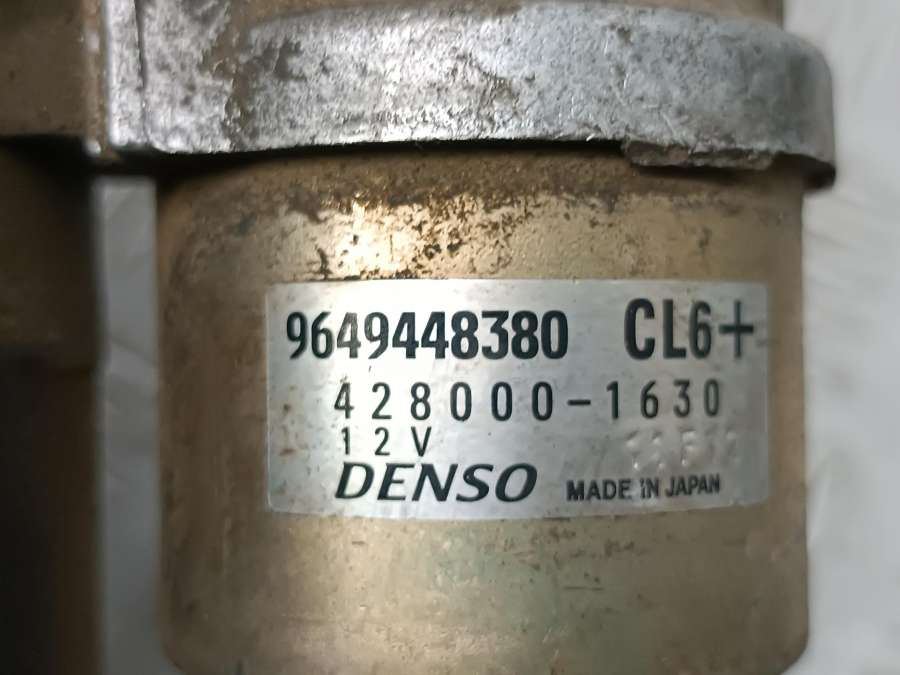 9649448380 CL6+
428000-1630
12V
DENSO MADE IN JAPAN